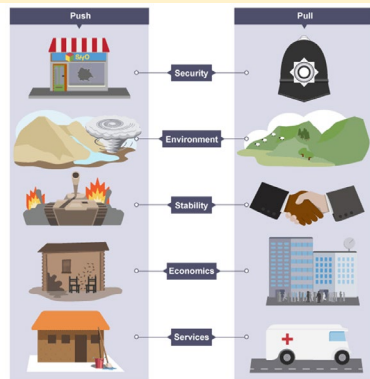 Push
Pull
Security
Environment
Stability
Economics
Services